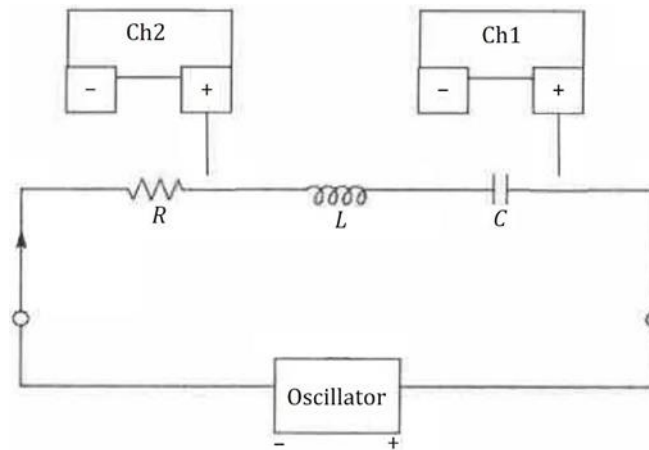 Ch2
Ch1
− +
− +
R
L
C
Oscillator
− +